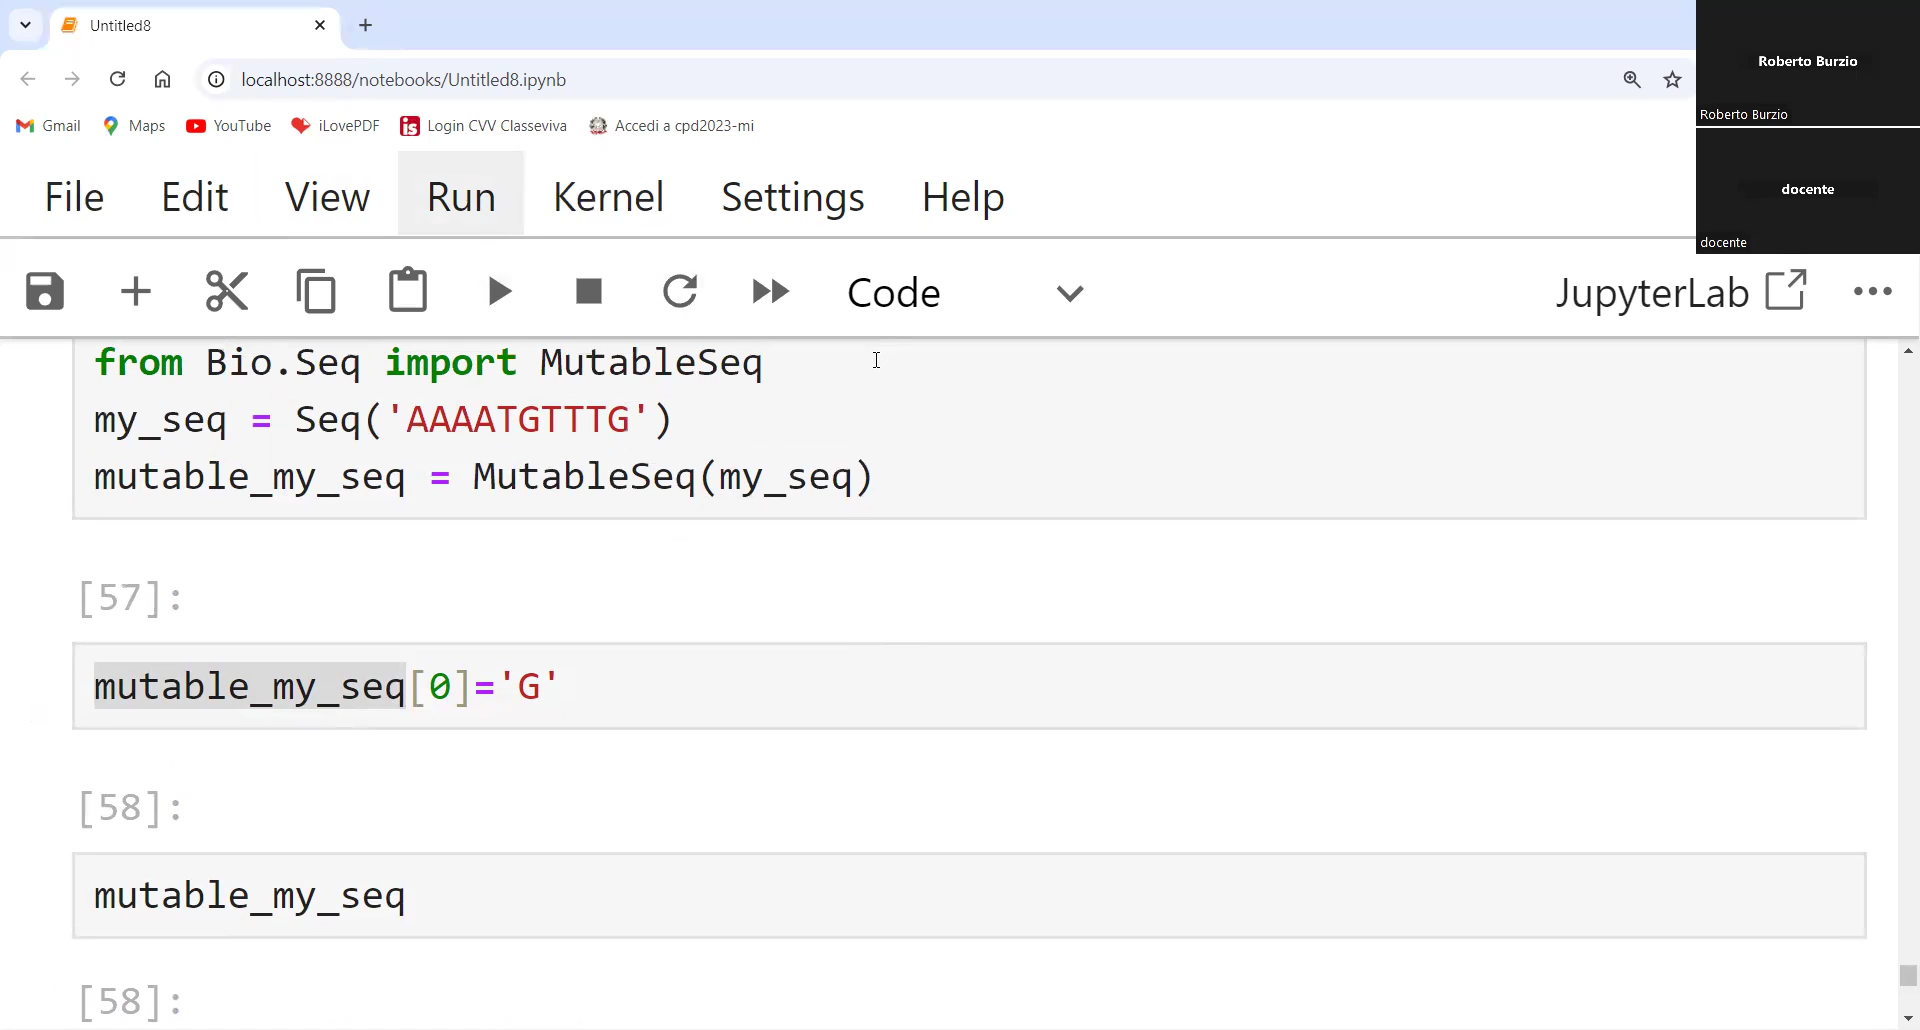 Untitled8
localhost:8888/notebooks/Untitled8.ipynb
Gmail Maps YouTube iLovePDF Login CVV Classeviva Accedi a cpd2023-mi
Roberto Burzio
Roberto Burzio
docente
docente
File Edit View Run Kernel Settings Help
Code JupyterLab
from Bio.Seq import MutableSeq
my_seq = Seq('AAAATGTTTG')
mutable_my_seq = MutableSeq(my_seq)
[57]:
mutable_my_seq[0]='G'
[58]:
mutable_my_seq
[58]: